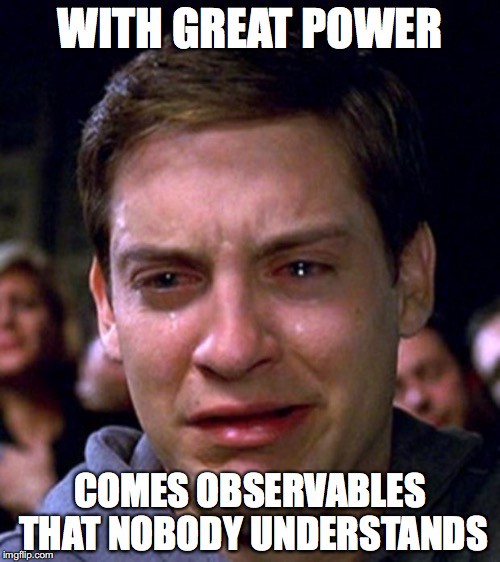 WITH GREAT POWER
COMES OBSERVABLES
THAT NOBODY UNDERSTANDS
imgflip.com